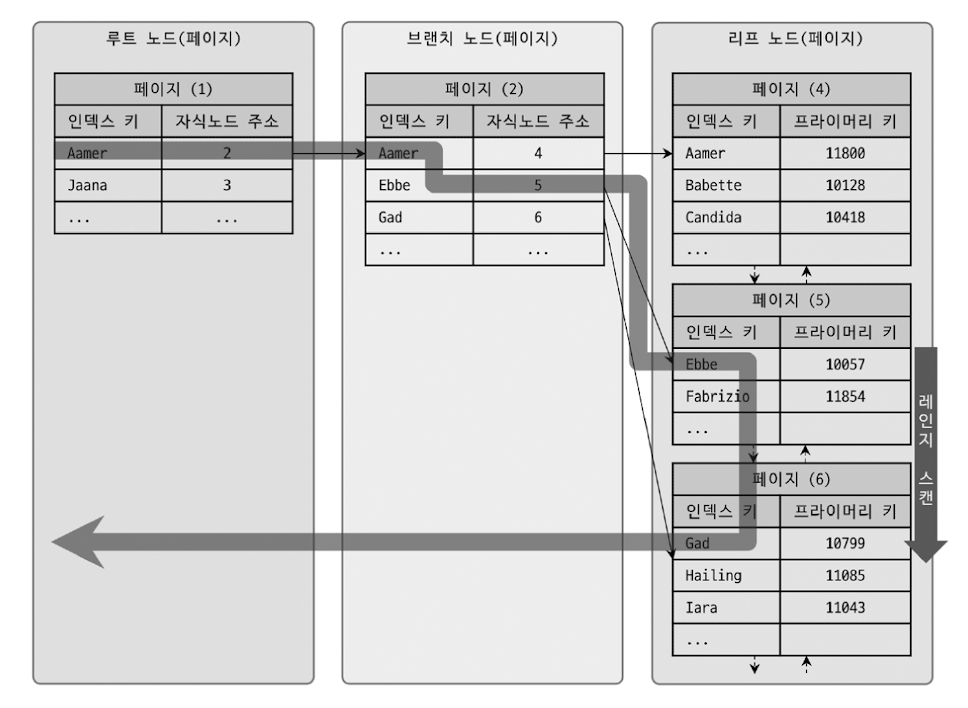 루트 노드(페이지)
페이지 (1)
인덱스 키 자식노드 주소
Aamer 2
Jaana 3
... ...
브랜치 노드(페이지)
페이지 (2)
인덱스 키 자식노드 주소
Aamer 4
Ebbe 5
Gad 6
... ...
리프 노드(페이지)
페이지 (4)
인덱스 키 프라이머리 키
Aamer 11800
Babette 10128
Candida 10418
...
페이지 (5)
인덱스 키 프라이머리 키
Ebbe 10057
Fabrizio 11854
...
페이지 (6)
인덱스 키 프라이머리 키
Gad 10799
Hailing 11085
Iara 11043
...
레인지 스캔